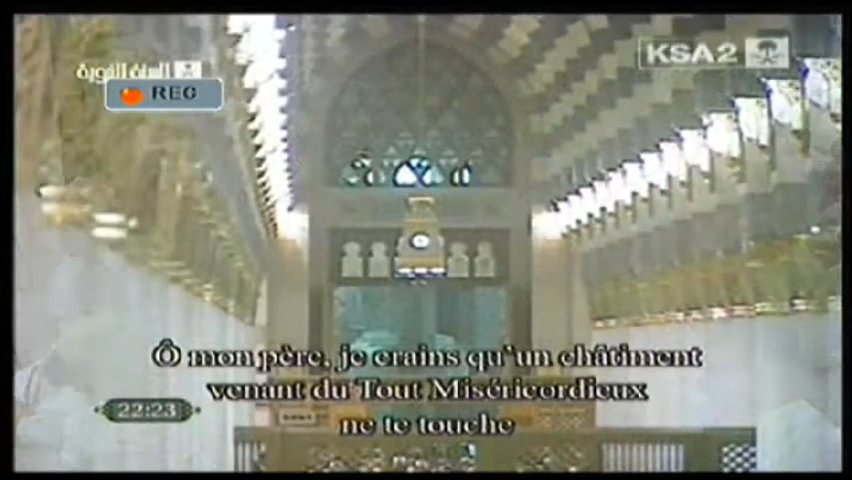 KSA2
السنة النبوية
REC
Ô mon père, je crains qu'un châtiment
venant du Tout Miséricordieux
ne te touche
22:23